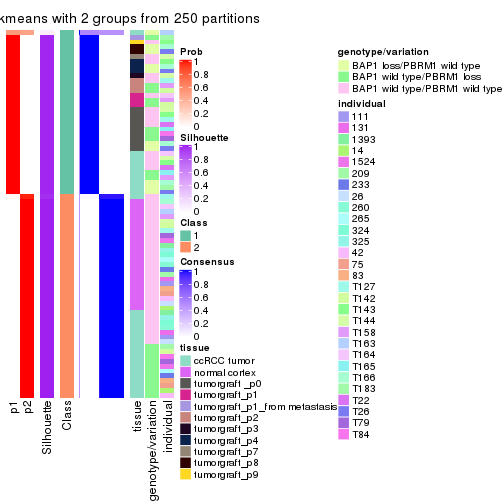 kmeans with 2 groups from 250 partitions
Prob
1
0.8
0.6
0.4
0.2
0
Silhouette
1
0.8
0.6
0.4
0.2
0
Class
1
2
Consensus
1
0.8
0.6
0.4
0.2
0
tissue
ccRCC tumor
normal cortex
tumorgraft_p0
tumorgraft_p1
tumorgraft_p1_from metastasis
tumorgraft_p2
tumorgraft_p3
tumorgraft_p4
tumorgraft_p7
tumorgraft_p8
tumorgraft_p9
genotype/variation
BAP1 loss/PBRM1 wild type
BAP1 wild type/PBRM1 loss
BAP1 wild type/PBRM1 wild type
individual
111
131
1393
14
1524
209
233
26
260
265
324
325
42
75
83
T127
T142
T143
T144
T158
T163
T164
T165
T166
T183
T22
T26
T79
T84
p1
p2
Silhouette
Class
tissue
genotype/variation
individual